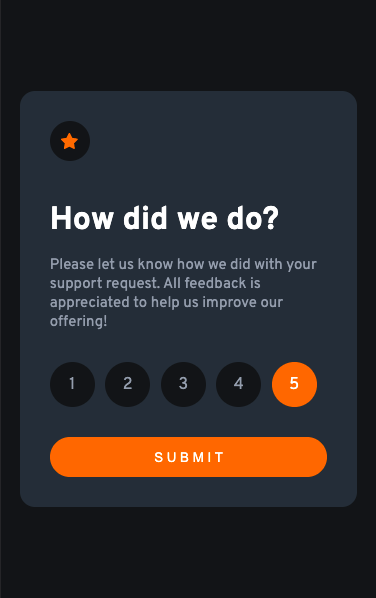 How did we do?
Please let us know how we did with your
support request. All feedback is
appreciated to help us improve our
offering!
1 2 3 4 5
SUBMIT